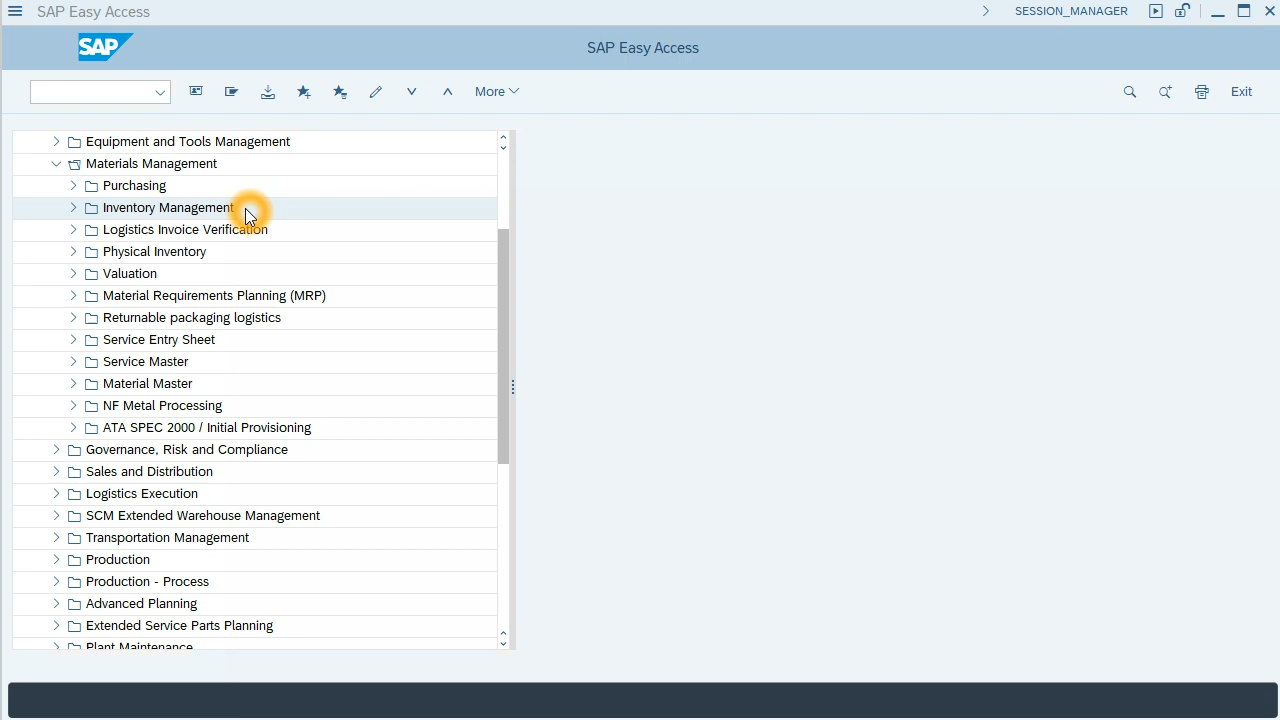 SAP Easy Access
SESSION_MANAGER
SAP
SAP Easy Access
More
Exit
Equipment and Tools Management
Materials Management
Purchasing
Inventory Management
Logistics Invoice Verification
Physical Inventory
Valuation
Material Requirements Planning (MRP)
Returnable packaging logistics
Service Entry Sheet
Service Master
Material Master
NF Metal Processing
ATA SPEC 2000 / Initial Provisioning
Governance, Risk and Compliance
Sales and Distribution
Logistics Execution
SCM Extended Warehouse Management
Transportation Management
Production
Production - Process
Advanced Planning
Extended Service Parts Planning
Plant Maintenance